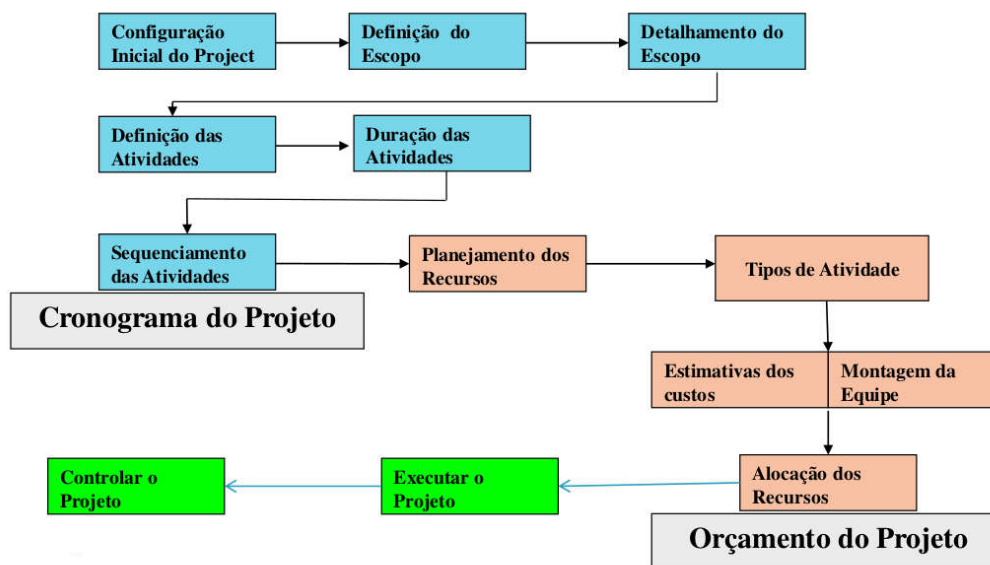 Configuração
Inicial do Project
Definição do
Escopo
Detalhamento do
Escopo
Definição das
Atividades
Duração das
Atividades
Sequenciamento
das Atividades
Planejamento dos
Recursos
Tipos de Atividade
Cronograma do Projeto
Estimativas dos
custos
Montagem da
Equipe
Controlar o
Projeto
Executar o
Projeto
Alocação dos
Recursos
Orçamento do Projeto